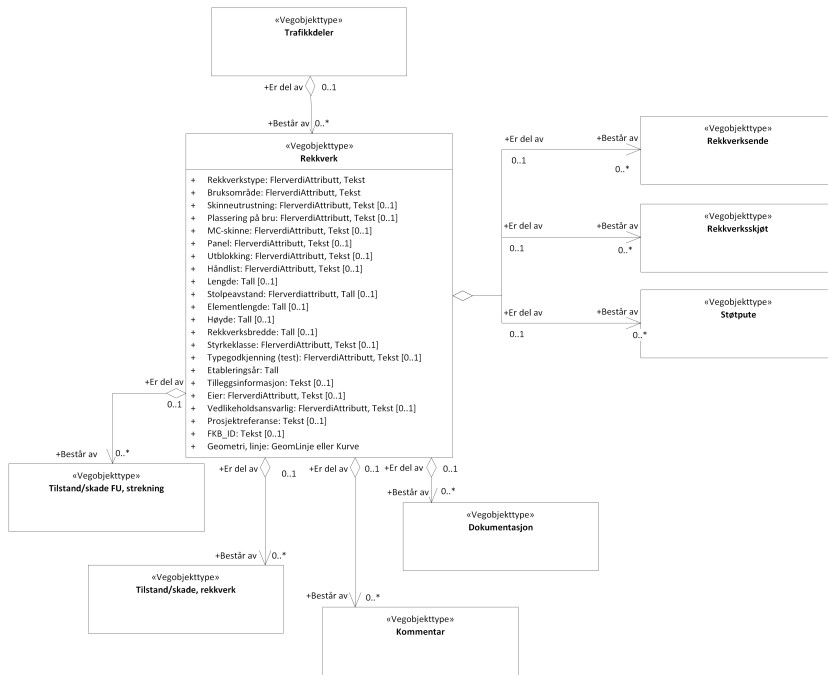 «Vegobjekttype»
Trafikkdeler
+Er del av 0..1
+Består av 0..*
«Vegobjekttype»
Rekkverk
+ Rekkverkstype: FlerverdiAttributt, Tekst
+ Bruksområde: FlerverdiAttributt, Tekst
+ Skinneutrustning: FlerverdiAttributt, Tekst [0..1]
+ Plassering på bru: FlerverdiAttributt, Tekst [0..1]
+ MC-skinne: FlerverdiAttributt, Tekst [0..1]
+ Panel: FlerverdiAttributt, Tekst [0..1]
+ Utblokking: FlerverdiAttributt, Tekst [0..1]
+ Håndlist: FlerverdiAttributt, Tekst [0..1]
+ Lengde: Tall [0..1]
+ Stolpeavstand: Flerverdiattributt, Tall [0..1]
+ Elementlengde: Tall [0..1]
+ Høyde: Tall [0..1]
+ Rekkverksbredde: Tall [0..1]
+ Styrkeklasse: FlerverdiAttributt, Tekst [0..1]
+ Typegodkjenning (test): FlerverdiAttributt, Tekst [0..1]
+ Etableringsår: Tall
+ Tilleggsinformasjon: Tekst [0..1]
+ Eier: FlerverdiAttributt, Tekst [0..1]
+ Vedlikeholdsansvarlig: FlerverdiAttributt, Tekst [0..1]
+ Prosjektreferanse: Tekst [0..1]
+ FKB_ID: Tekst [0..1]
+ Geometri, linje: GeomLinje eller Kurve
+Er del av
0..1
+Består av
0..*
«Vegobjekttype»
Rekkverksende
+Er del av
0..1
+Består av
0..*
«Vegobjekttype»
Rekkverksskjøt
+Er del av
0..1
+Består av
0..*
«Vegobjekttype»
Støtpute
+Er del av
0..1
+Består av 0..*
«Vegobjekttype»
Tilstand/skade FU, strekning
+Er del av 0..1
+Består av 0..*
«Vegobjekttype»
Tilstand/skade, rekkverk
+Er del av 0..1
+Består av 0..*
«Vegobjekttype»
Kommentar
+Er del av 0..1
+Består av 0..*
«Vegobjekttype»
Dokumentasjon